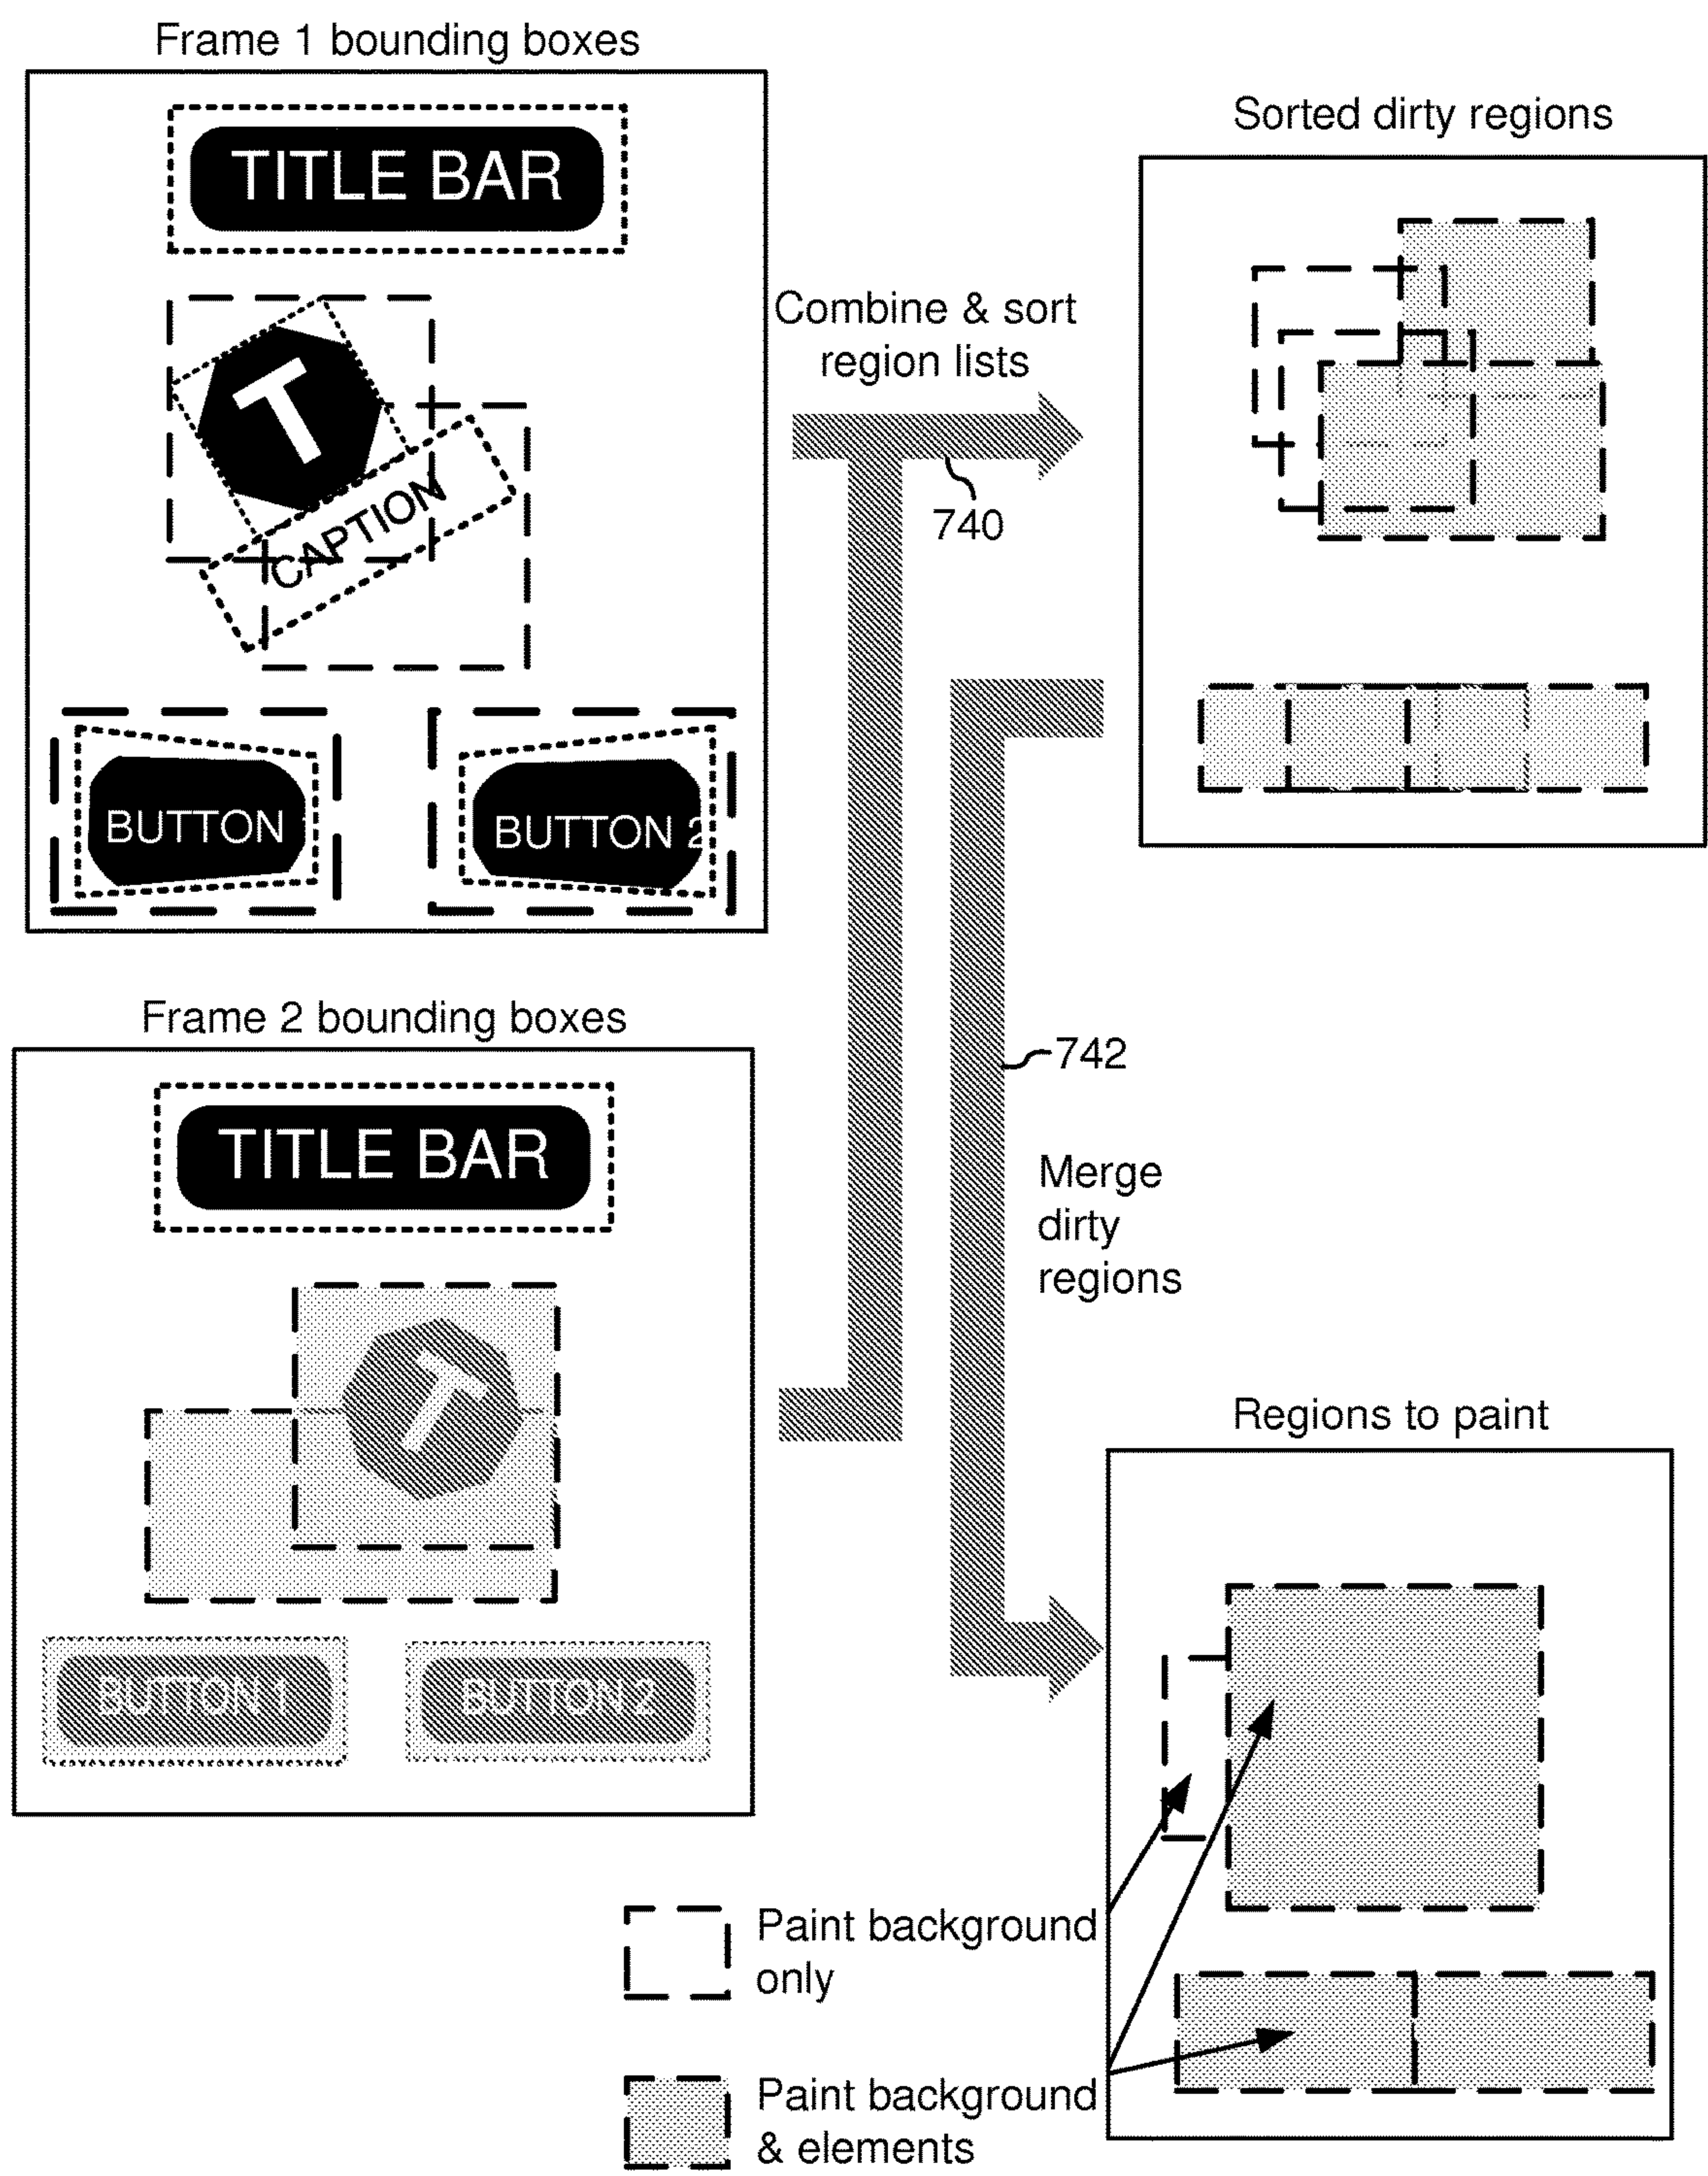 Frame 1 bounding boxes
TITLE BAR
T
CAPTION
BUTTON
BUTTON 2
Combine & sort
region lists
740
Sorted dirty regions
Frame 2 bounding boxes
TITLE BAR
T
BUTTON 1
BUTTON 2
742
Merge
dirty
regions
Regions to paint
Paint background
only
Paint background
& elements